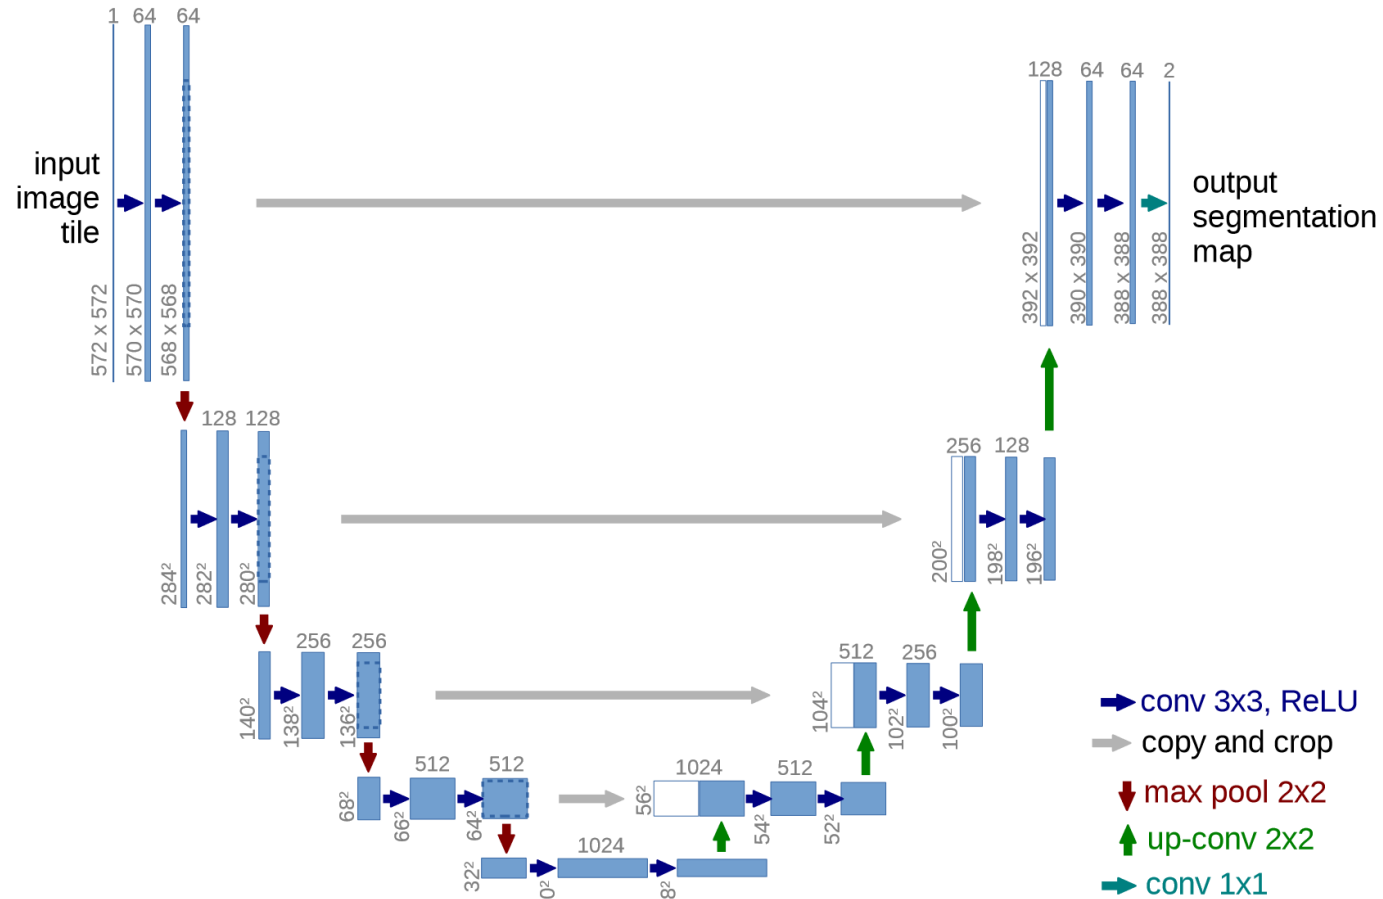 1 64 64
input
image
tile
572 x 572
570 x 570
568 x 568
128 64 64 2
output
segmentation
map
392 x 392
390 x 390
388 x 388
388 x 388
128 128
284²
282²
280²
256 128
200²
198²
196²
256 256
140²
138²
136²
512 256
104²
102²
100²
512 512
68²
66²
64²
1024 512
56²
54²
52²
1024
32²
0²
8²
conv 3x3, ReLU
copy and crop
max pool 2x2
up-conv 2x2
conv 1x1